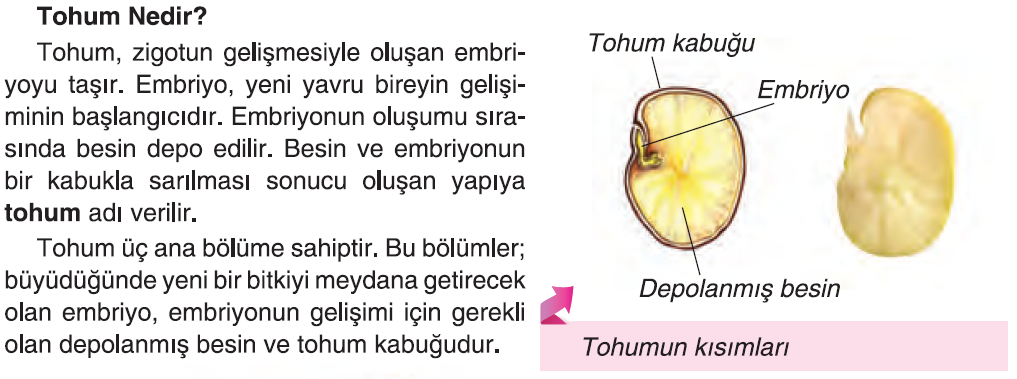 Tohum Nedir?
Tohum, zigotun gelişmesiyle oluşan embri-
yoyu taşır. Embriyo, yeni yavru bireyin gelişi-
minin başlangıcıdır. Embriyonun oluşumu sıra-
sında besin depo edilir. Besin ve embriyonun
bir kabukla sarılması sonucu oluşan yapıya
tohum adı verilir.
Tohum üç ana bölüme sahiptir. Bu bölümler;
büyüdüğünde yeni bir bitkiyi meydana getirecek
olan embriyo, embriyonun gelişimi için gerekli
olan depolanmış besin ve tohum kabuğudur.
Tohum kabuğu
Embriyo
Depolanmış besin
Tohumun kısımları